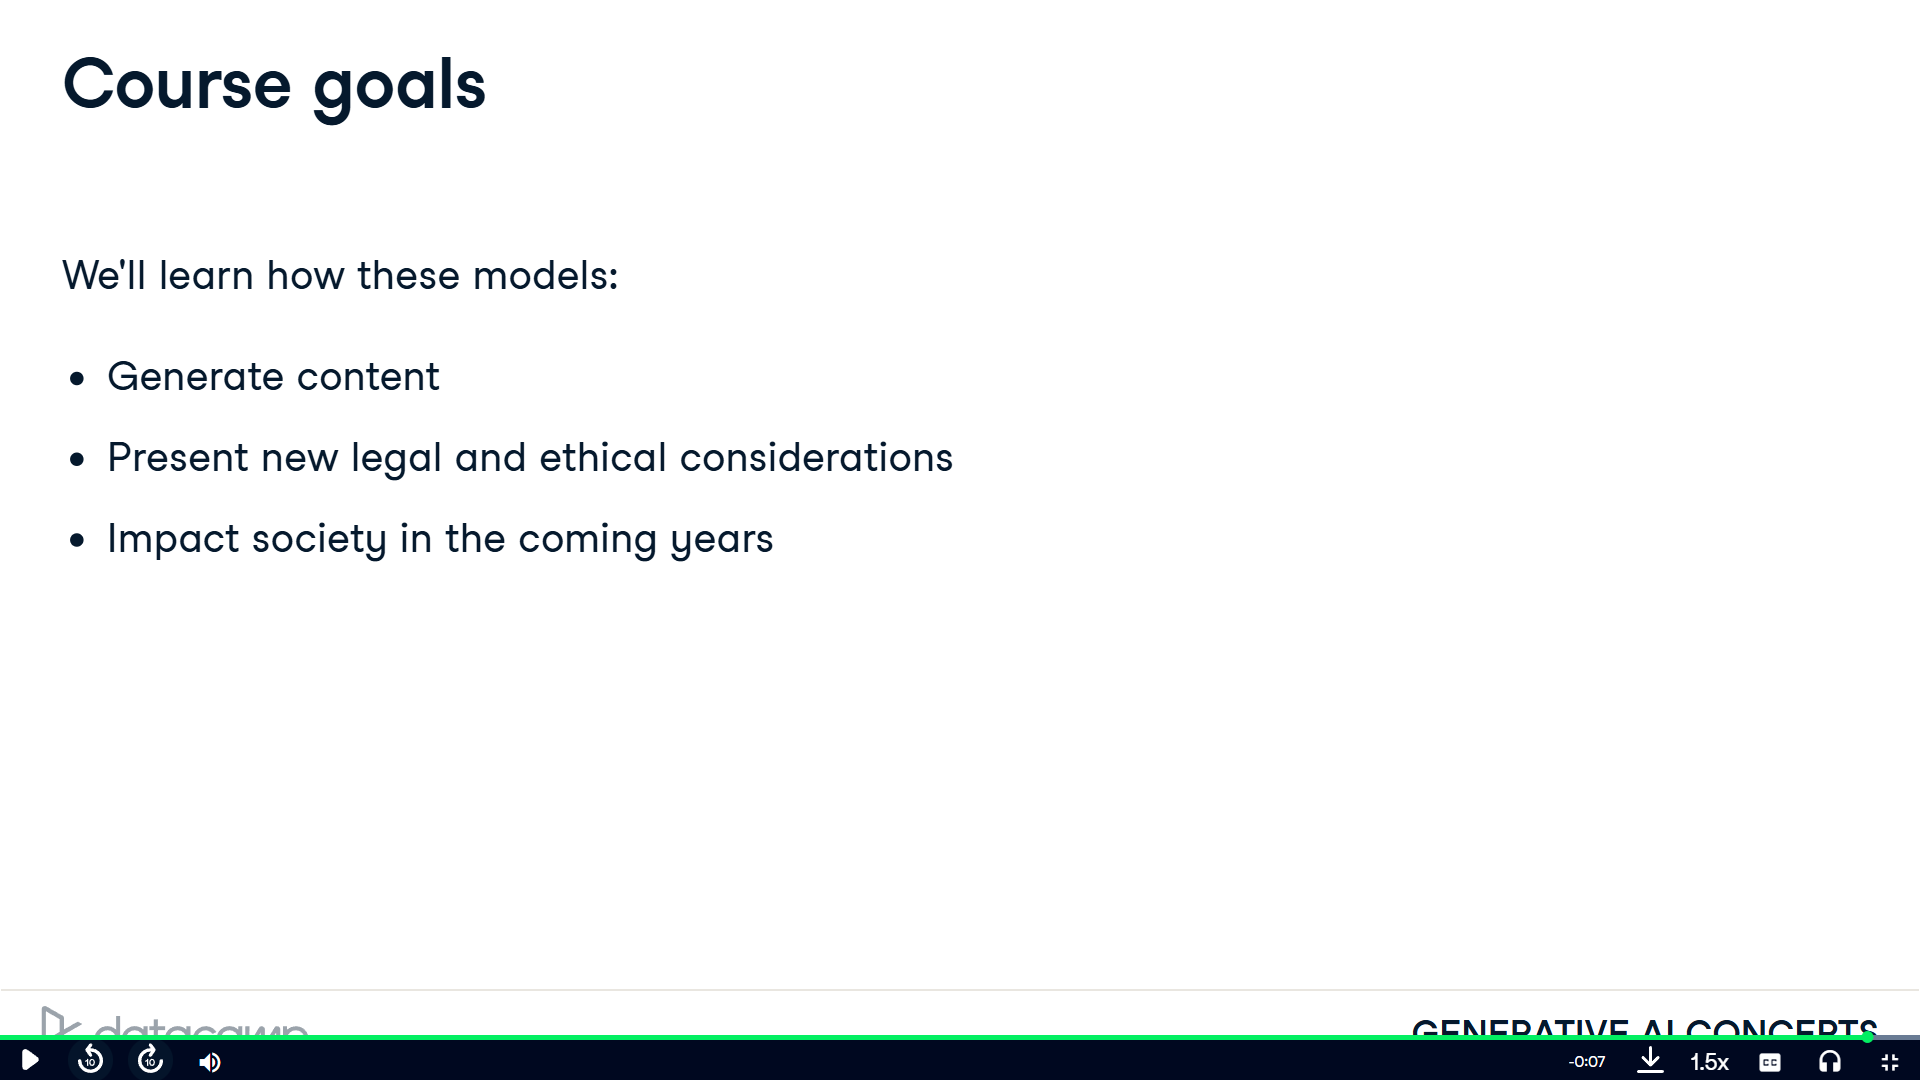 Course goals
We'll learn how these models:
Generate content
Present new legal and ethical considerations
Impact society in the coming years
datacamp
GENERATIVE AI CONCEPTS
10
10
-0:07
1.5x
CC